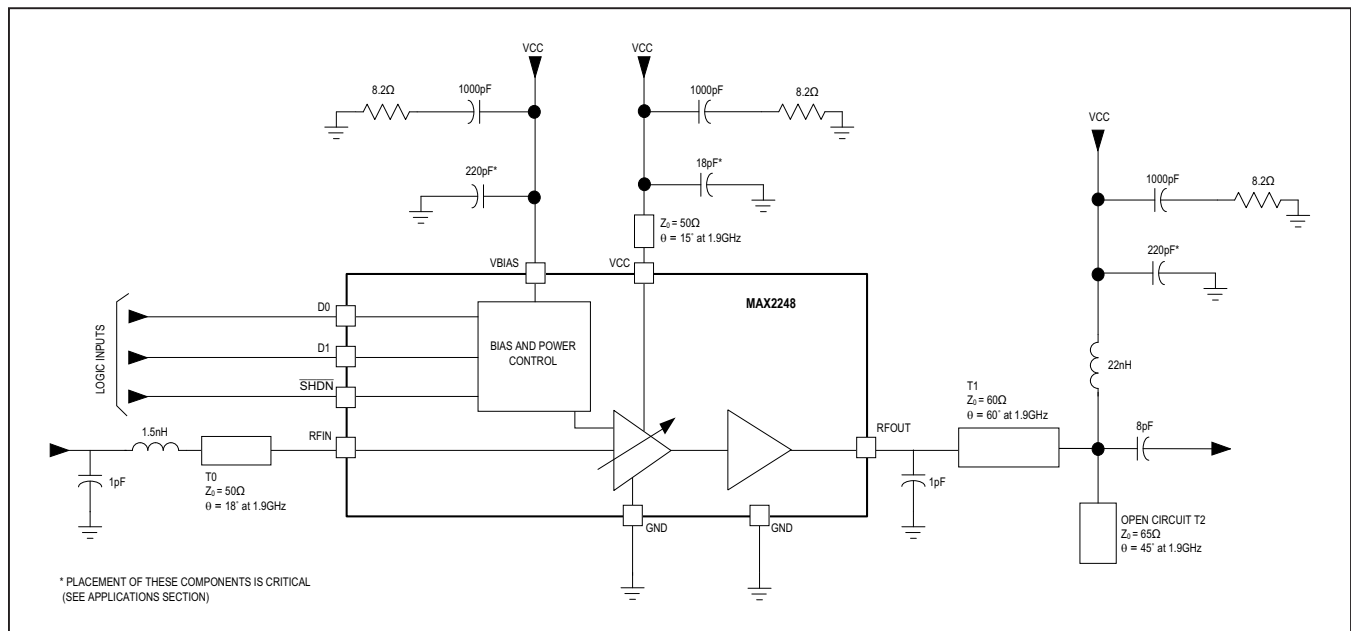 VCC
VCC
8.2Ω
1000pF
1000pF
8.2Ω
VCC
220pF*
18pF*
1000pF
8.2Ω
Z₀ = 50Ω
θ = 15° at 1.9GHz
220pF*
VBIAS
VCC
MAX2248
LOGIC INPUTS
D0
D1
SHDN
BIAS AND POWER
CONTROL
22nH
1.5nH
RFIN
RFOUT
T1
Z₀ = 60Ω
θ = 60° at 1.9GHz
8pF
1pF
T0
Z₀ = 50Ω
θ = 18° at 1.9GHz
1pF
GND
GND
OPEN CIRCUIT T2
Z₀ = 65Ω
θ = 45° at 1.9GHz
* PLACEMENT OF THESE COMPONENTS IS CRITICAL
(SEE APPLICATIONS SECTION)